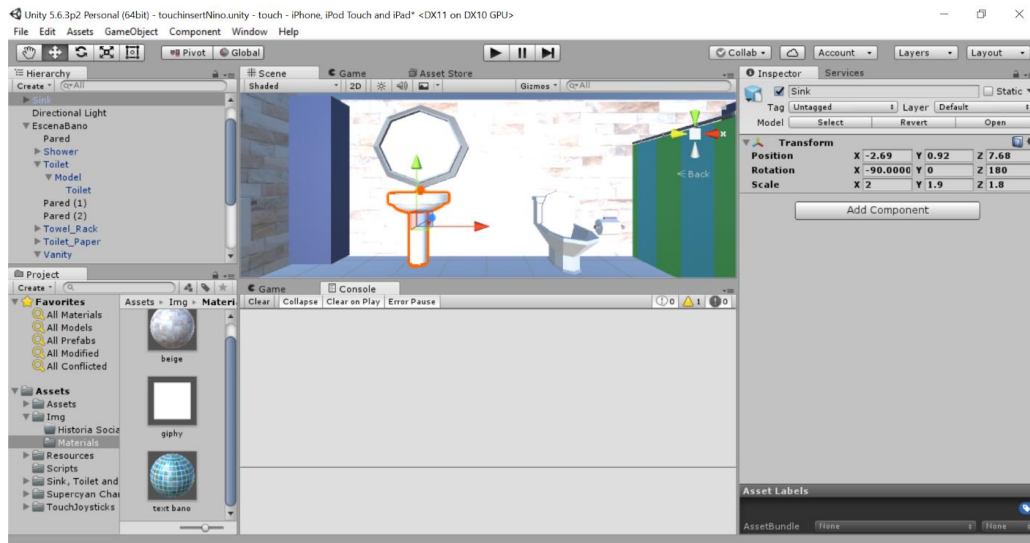 Unity 5.6.3p2 Personal (64bit) - touchinsertNino.unity - touch - iPhone, iPod Touch and iPad* <DX11 on DX10 GPU>
File Edit Assets GameObject Component Window Help
Pivot Global Collab Account Layers Layout
Hierarchy
Create All
Sink
Directional Light
EscenaBano
Pared
Shower
Toilet
Model
Toilet
Pared (1)
Pared (2)
Towel_Rack
Toilet_Paper
Vanity
Scene Game Asset Store
Shaded 2D Gizmos All
x
Back
Inspector Services
Sink Static
Tag Untagged Layer Default
Model Select Revert Open
Transform
Position X -2.69 Y 0.92 Z 7.68
Rotation X -90.0000 Y 0 Z 180
Scale X 2 Y 1.9 Z 1.8
Add Component
Project
Create
Favorites
All Materials
All Models
All Prefabs
All Modified
All Conflicted
Assets
Assets
Img
Historia Socia
Materials
Resources
Scripts
Sink, Toilet and
Supercyan Char
TouchJoysticks
Assets Img Materi
beige
giphy
text bano
Game Console
Clear Collapse Clear on Play Error Pause 0 1 0
Asset Labels
AssetBundle None None